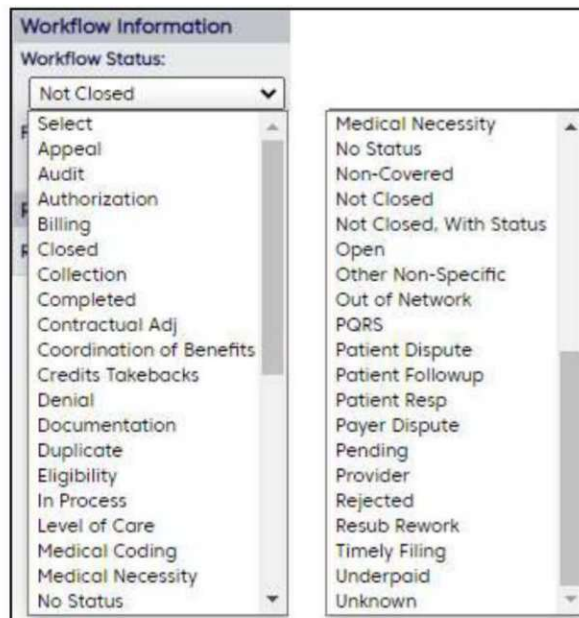 Workflow Information
Workflow Status:
Not Closed
Select
Appeal
Audit
Authorization
Billing
Closed
Collection
Completed
Contractual Adj
Coordination of Benefits
Credits Takebacks
Denial
Documentation
Duplicate
Eligibility
In Process
Level of Care
Medical Coding
Medical Necessity
No Status
Medical Necessity
No Status
Non-Covered
Not Closed
Not Closed, With Status
Open
Other Non-Specific
Out of Network
PQRS
Patient Dispute
Patient Followup
Patient Resp
Payer Dispute
Pending
Provider
Rejected
Resub Rework
Timely Filing
Underpaid
Unknown